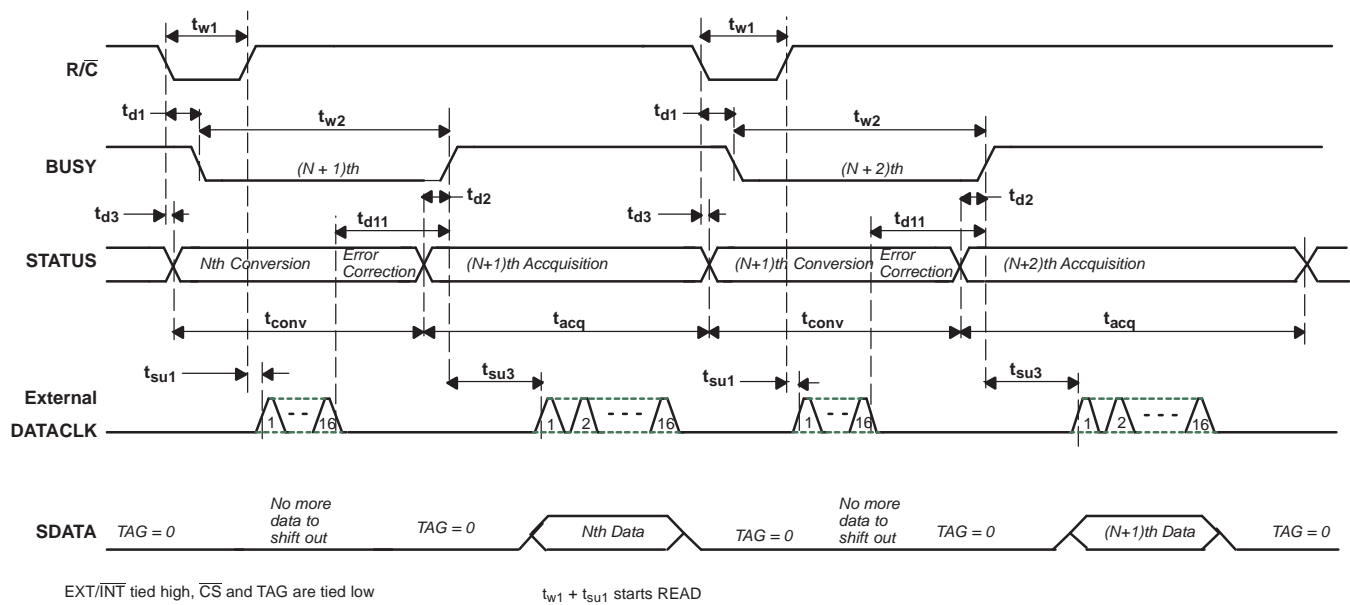 tw1 tw1
R/C̅
td1 tw2 td1 tw2
BUSY (N + 1)th (N + 2)th
td3 td2 td3 td2
td11 td11
STATUS Nth Conversion Error Correction (N+1)th Accquisition (N+1)th Conversion Error Correction (N+2)th Acquisition
tconv tacq tconv tacq
tsu1 tsu3 tsu1 tsu3
External
DATACLK 1 - - 16 1 2 - - - 16 1 - - 16 1 2 - - - 16
SDATA TAG = 0 No more data to shift out TAG = 0 Nth Data TAG = 0 No more data to shift out TAG = 0 (N+1)th Data TAG = 0
EXT/I̅N̅T̅ tied high, C̅S̅ and TAG are tied low tw1 + tsu1 starts READ